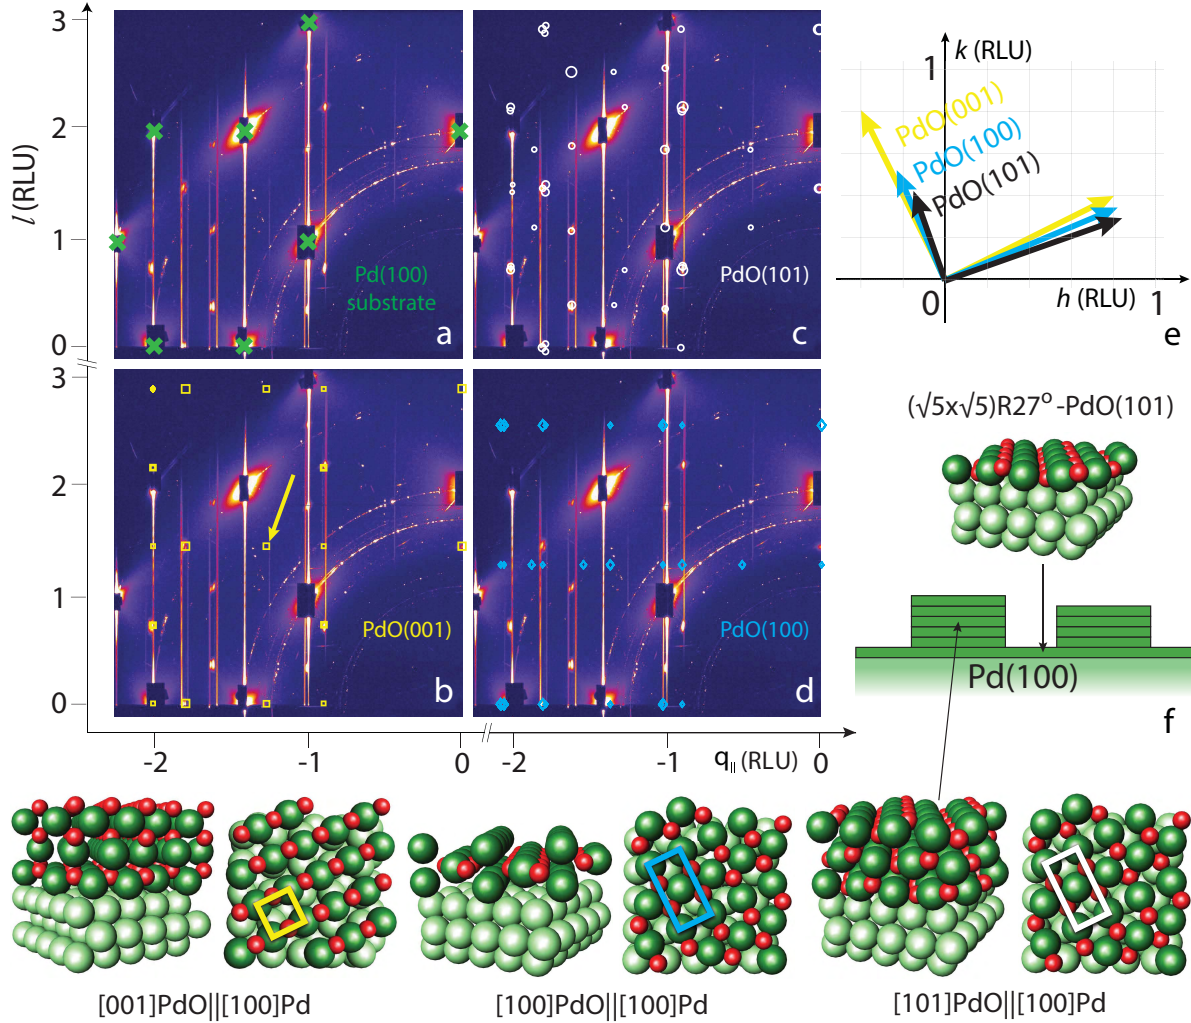 3
2
1
0
l (RLU)
Pd(100)
substrate
a
PdO(101)
c
1
k (RLU)
PdO(001)
PdO(100)
PdO(101)
0
h (RLU)
1
e
3
2
1
0
PdO(001)
b
PdO(100)
d
(√5x√5)R27° -PdO(101)
Pd(100)
f
-2
-1
0
-2
-1
q|| (RLU)
0
[001]PdO||[100]Pd
[100]PdO||[100]Pd
[101]PdO||[100]Pd